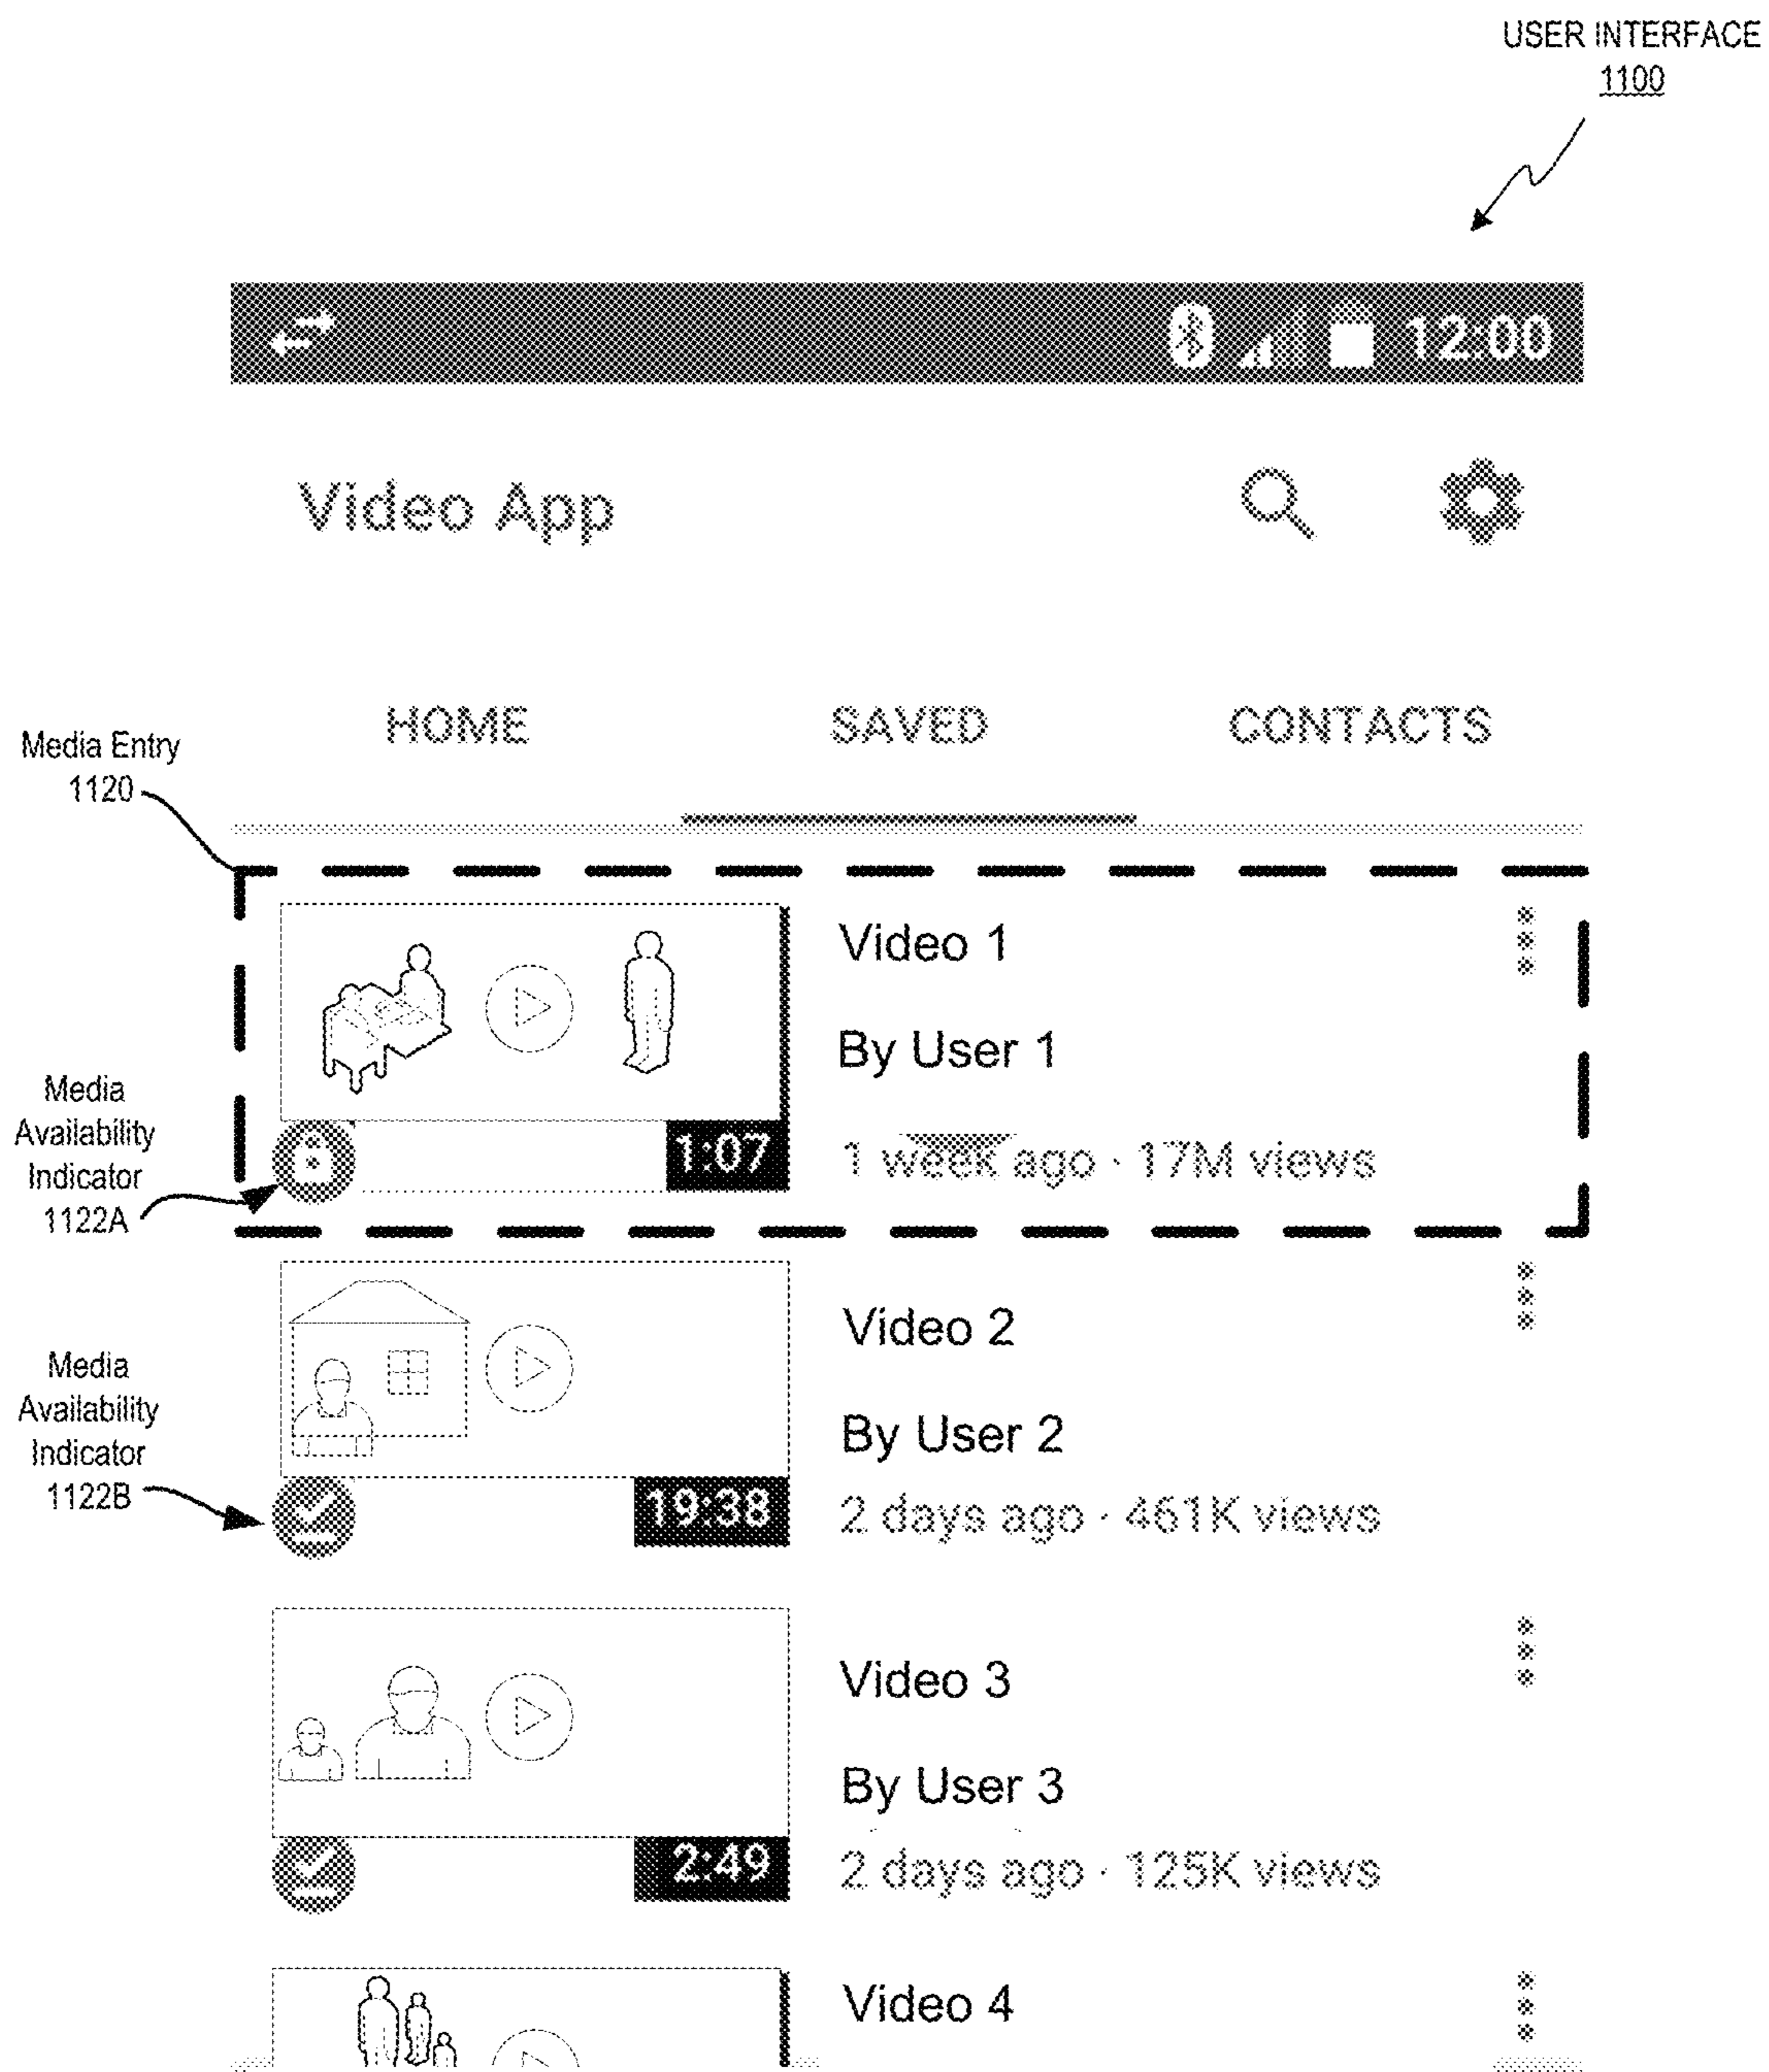 USER INTERFACE
1100
12:00
Video App
HOME SAVED CONTACTS
Media Entry
1120
Video 1
By User 1
1:07
1 week ago · 17M views
Media
Availability
Indicator
1122A
Video 2
By User 2
19:38
2 days ago · 461K views
Media
Availability
Indicator
1122B
Video 3
By User 3
2:49
2 days ago · 125K views
Video 4